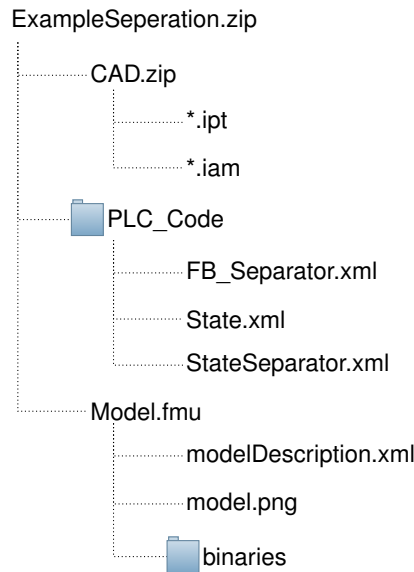 ExampleSeperation.zip
CAD.zip
*.ipt
*.iam
PLC_Code
FB_Separator.xml
State.xml
StateSeparator.xml
Model.fmu
modelDescription.xml
model.png
binaries